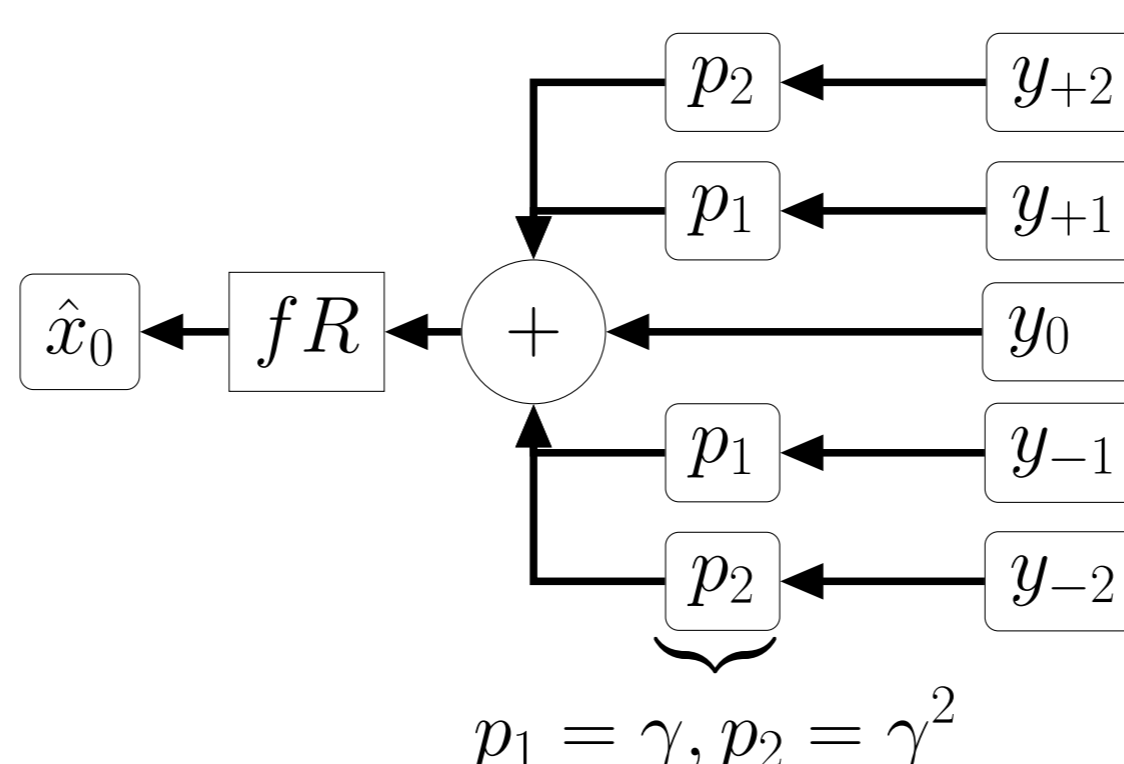 p₂ y₊₂
p₁ y₊₁
x̂₀ fR + y₀
p₁ y₋₁
p₂ y₋₂
p₁ = γ, p₂ = γ²